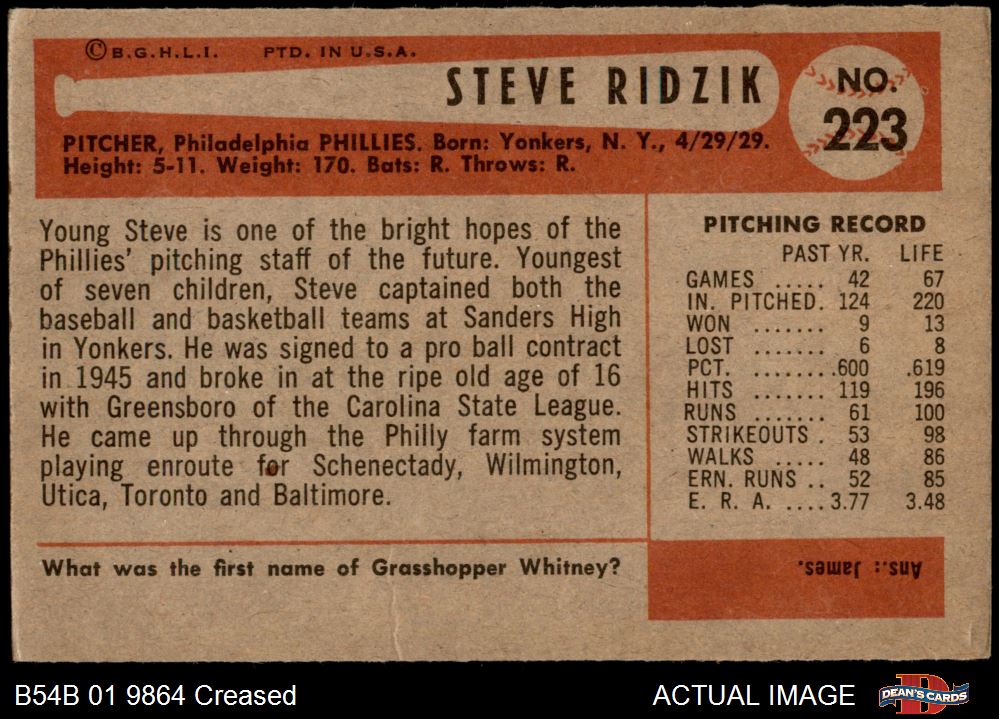 © B.G.H.L.I. PTD. IN U.S.A.
STEVE RIDZIK
NO.
223
PITCHER, Philadelphia PHILLIES. Born: Yonkers, N. Y., 4/29/29.
Height: 5-11. Weight: 170. Bats: R. Throws: R.
Young Steve is one of the bright hopes of the
Phillies' pitching staff of the future. Youngest
of seven children, Steve captained both the
baseball and basketball teams at Sanders High
in Yonkers. He was signed to a pro ball contract
in 1945 and broke in at the ripe old age of 16
with Greensboro of the Carolina State League.
He came up through the Philly farm system
playing enroute for Schenectady, Wilmington,
Utica, Toronto and Baltimore.
PITCHING RECORD
PAST YR. LIFE
GAMES ..... 42 67
IN. PITCHED. 124 220
WON ....... 9 13
LOST ....... 6 8
PCT. ........ .600 .619
HITS ....... 119 196
RUNS ....... 61 100
STRIKEOUTS . 53 98
WALKS ..... 48 86
ERN. RUNS .. 52 85
E. R. A. .... 3.77 3.48
What was the first name of Grasshopper Whitney?
Ans.: James.
B54B 01 9864 Creased
ACTUAL IMAGE
DEAN'S CARDS